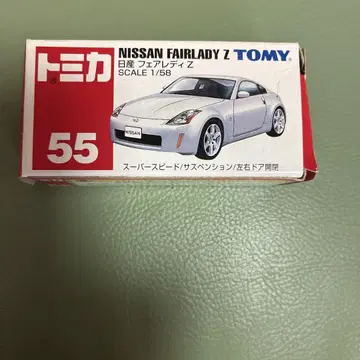 トミカ
55
NISSAN FAIRLADY Z TOMY
日産 フェアレディ Z
SCALE 1/58
NISSAN
スーパースピード/サスペンション/左右ドア開閉